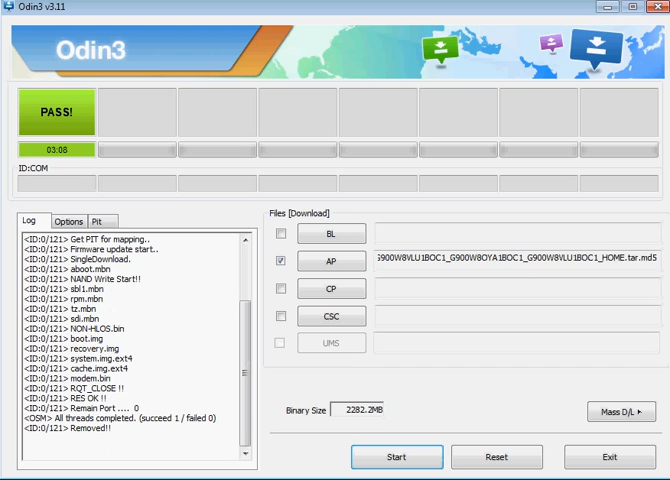 Odin3 v3.11
Odin3
PASS!
03:08
ID:COM
Log
Options
Pit
<ID:0/121> Get PIT for mapping..
<ID:0/121> Firmware update start..
<ID:0/121> SingleDownload.
<ID:0/121> aboot.mbn
<ID:0/121> NAND Write Start!!
<ID:0/121> sbl1.mbn
<ID:0/121> rpm.mbn
<ID:0/121> tz.mbn
<ID:0/121> sdi.mbn
<ID:0/121> NON-HLOS.bin
<ID:0/121> boot.img
<ID:0/121> recovery.img
<ID:0/121> system.img.ext4
<ID:0/121> cache.img.ext4
<ID:0/121> modem.bin
<ID:0/121> RQT_CLOSE !!
<ID:0/121> RES OK !!
<ID:0/121> Remain Port .... 0
<OSM> All threads completed. (succeed 1 / failed 0)
<ID:0/121> Removed!!
Files [Download]
BL
AP
G900W8VLU1BOC1_G900W8OYA1BOC1_G900W8VLU1BOC1_HOME.tar.md5
CP
CSC
UMS
Binary Size
2282.2MB
Mass D/L
Start
Reset
Exit